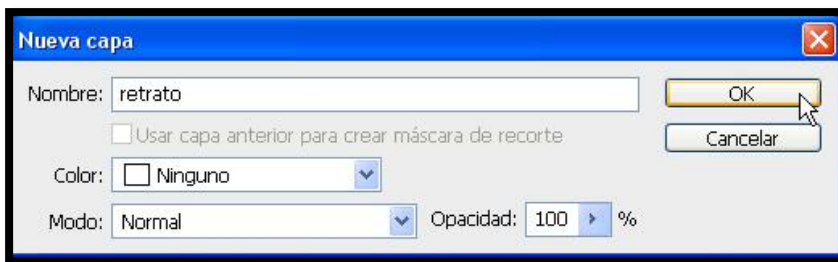 Nueva capa
Nombre: retrato
OK
Usar capa anterior para crear máscara de recorte
Cancelar
Color: Ninguno
Modo: Normal Opacidad: 100 %